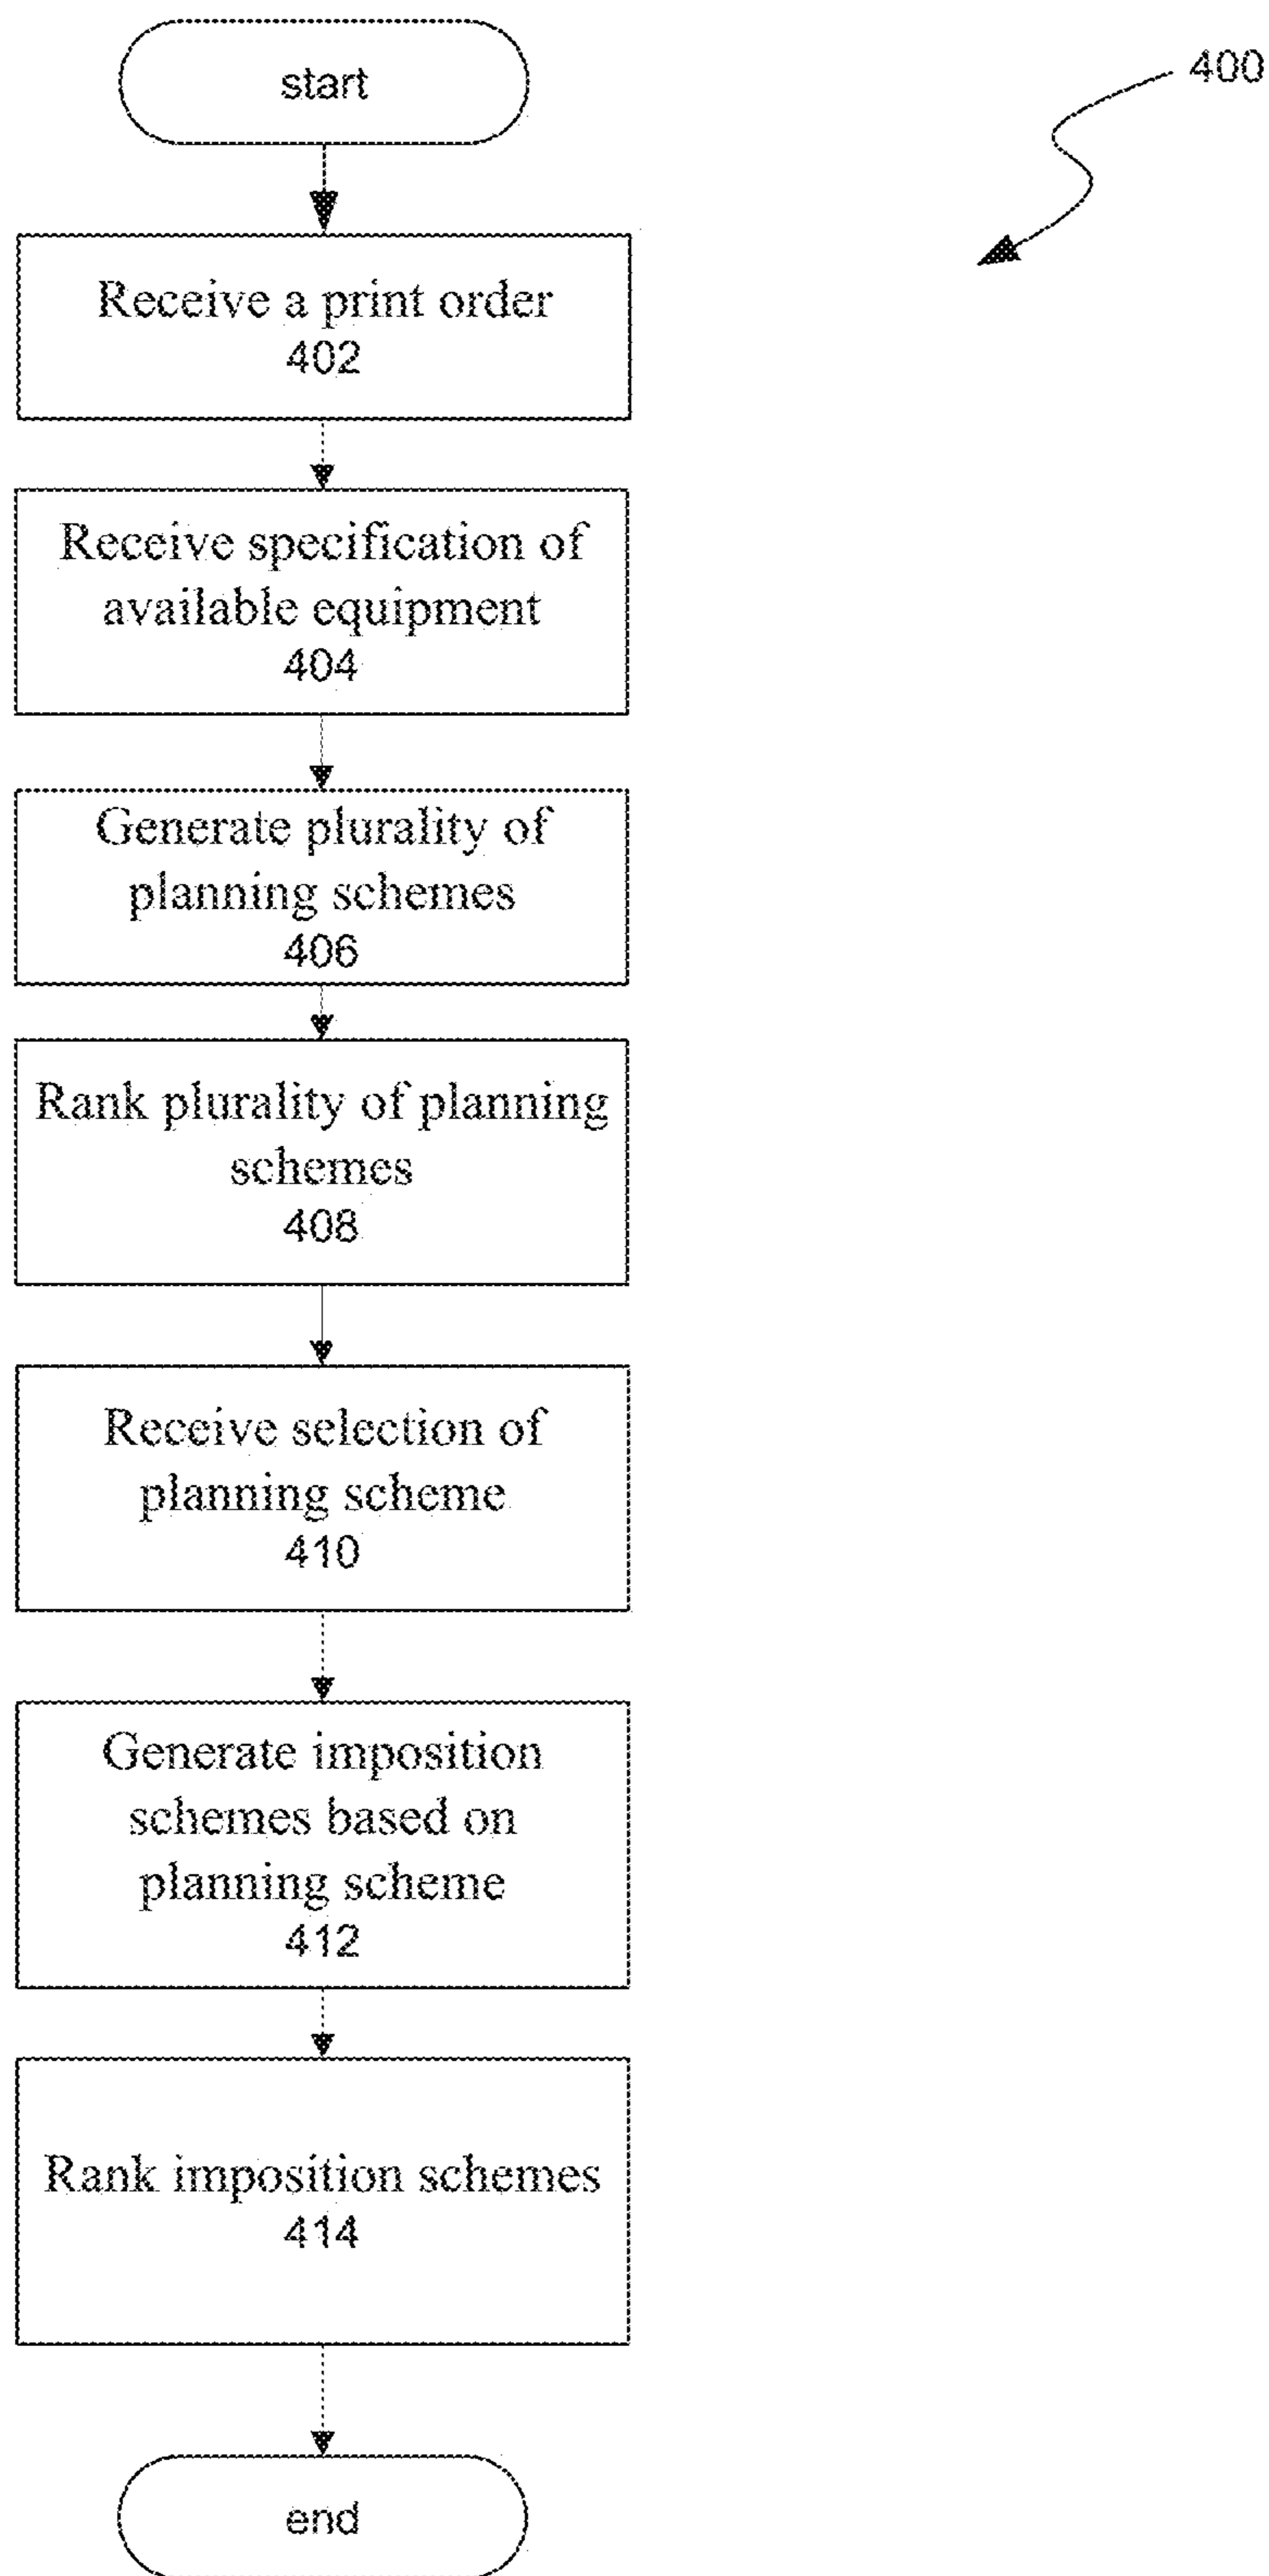 start
400
Receive a print order
402
Receive specification of
available equipment
404
Generate plurality of
planning schemes
406
Rank plurality of planning
schemes
408
Receive selection of
planning scheme
410
Generate imposition
schemes based on
planning scheme
412
Rank imposition schemes
414
end